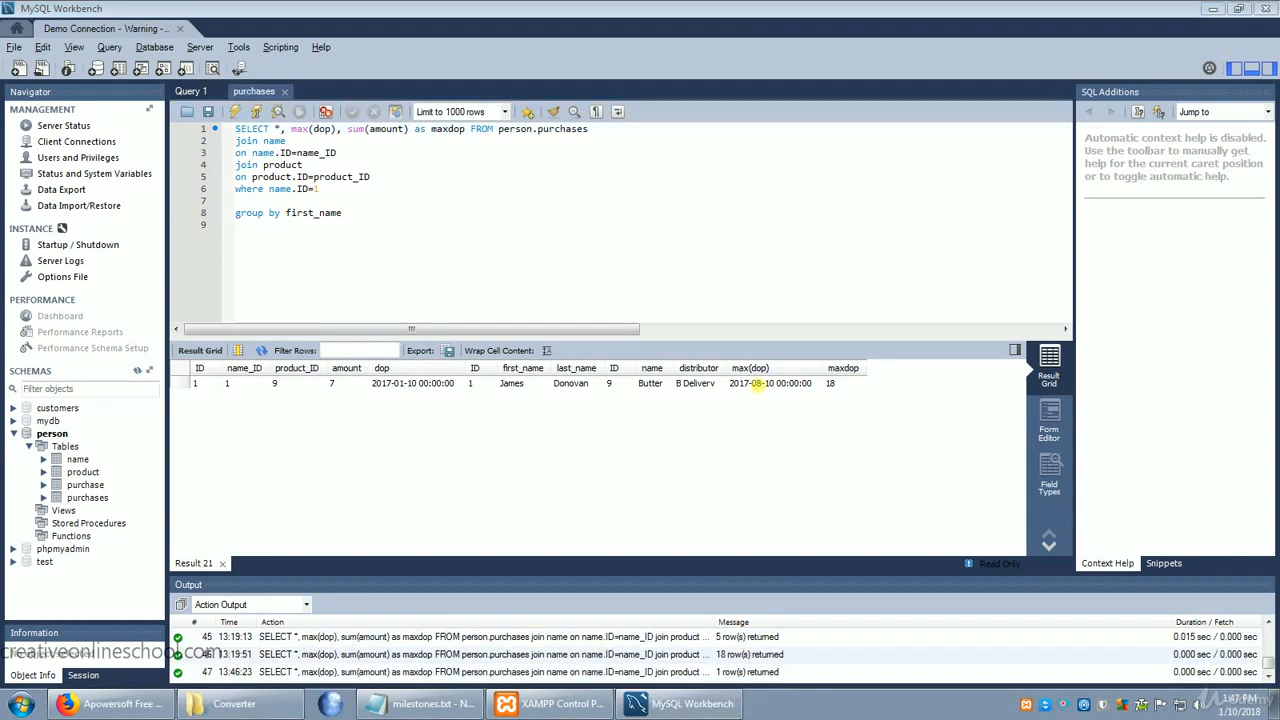 MySQL Workbench
Demo Connection - Warning -...
File Edit View Query Database Server Tools Scripting Help
Navigator
Query 1
purchases
SQL Additions
MANAGEMENT
Server Status
Client Connections
Users and Privileges
Status and System Variables
Data Export
Data Import/Restore
INSTANCE
Startup / Shutdown
Server Logs
Options File
PERFORMANCE
Dashboard
Performance Reports
Performance Schema Setup
SCHEMAS
Filter objects
customers
mydb
person
Tables
name
product
purchase
purchases
Views
Stored Procedures
Functions
phpmyadmin
test
Information
creativeonlineschool.com
Object Info Session
Limit to 1000 rows
1 SELECT *, max(dop), sum(amount) as maxdop FROM person.purchases
2 join name
3 on name.ID=name_ID
4 join product
5 on product.ID=product_ID
6 where name.ID=1
7
8 group by first_name
9
Jump to
Automatic context help is disabled.
Use the toolbar to manually get
help for the current caret position
or to toggle automatic help.
Result Grid Filter Rows: Export: Wrap Cell Content:
ID name_ID product_ID amount dop ID first_name last_name ID name distributor max(dop) maxdop
1 1 9 7 2017-01-10 00:00:00 1 James Donovan 9 Butter B Deliverv 2017-08-10 00:00:00 18
Result
Grid
Form
Editor
Field
Types
Result 21
Read Only
Context Help Snippets
Output
Action Output
# Time Action Message Duration / Fetch
45 13:19:13 SELECT *, max(dop), sum(amount) as maxdop FROM person.purchases join name on name.ID=name_ID join product ... 5 row(s) returned 0.015 sec / 0.000 sec
13:19:51 SELECT *, max(dop), sum(amount) as maxdop FROM person.purchases join name on name.ID=name_ID join product ... 18 row(s) returned 0.000 sec / 0.000 sec
47 13:46:23 SELECT *, max(dop), sum(amount) as maxdop FROM person.purchases join name on name.ID=name_ID join product ... 1 row(s) returned 0.000 sec / 0.000 sec
Apowersoft Free ...
Converter
milestones.txt - N...
XAMPP Control P...
MySQL Workbench
1:47 PM
1/10/2018
Udemy